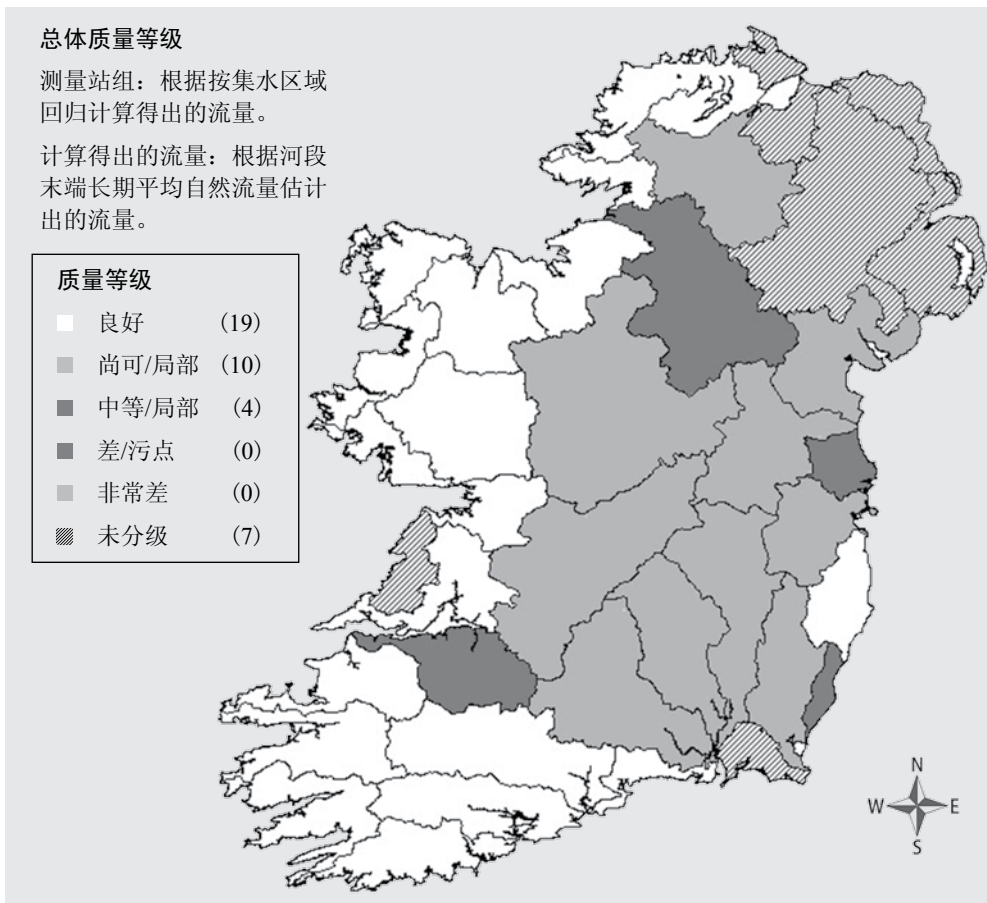 总体质量等级
测量站组：根据按集水区域
回归计算得出的流量。
计算得出的流量：根据河段
末端长期平均自然流量估计
出的流量。
质量等级
良好 (19)
尚可/局部 (10)
中等/局部 (4)
差/污点 (0)
非常差 (0)
未分级 (7)
N
W E
S